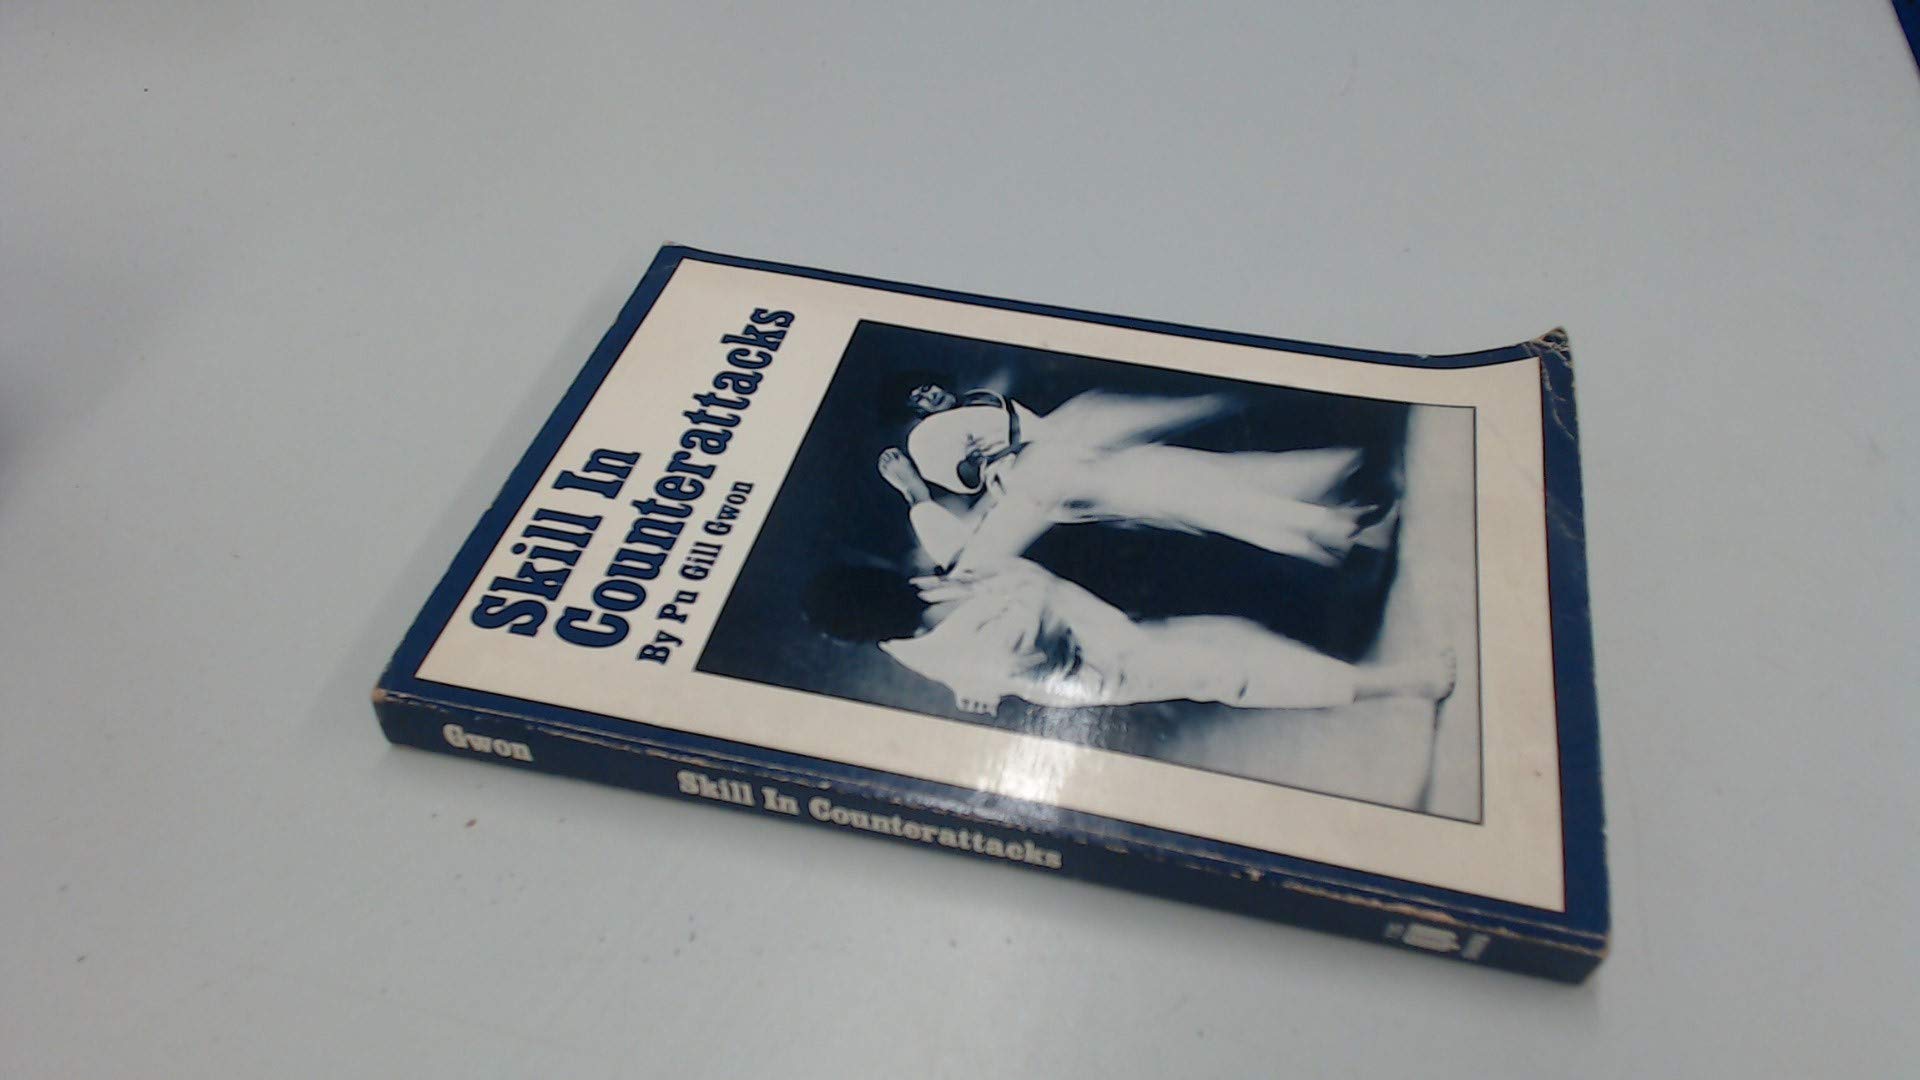 Skill In
Counterattacks
By Pu Gill Gwon
Gwon
Skill In Counterattacks